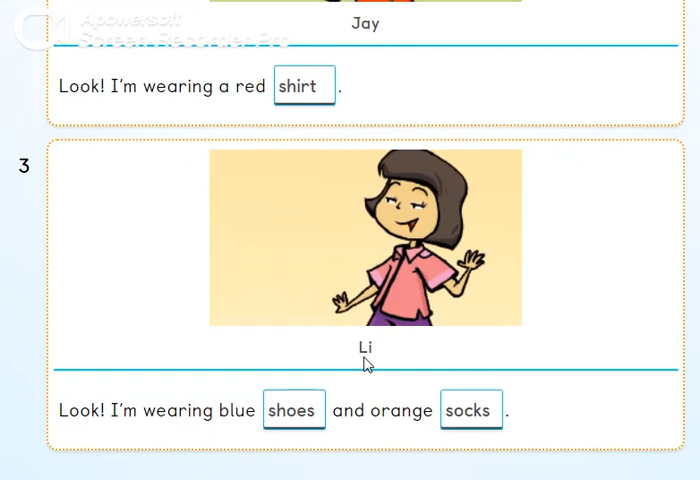 Apowersoft
Screen Recorder Pro
Jay
Look! I'm wearing a red shirt .
3
Li
Look! I'm wearing blue shoes and orange socks .